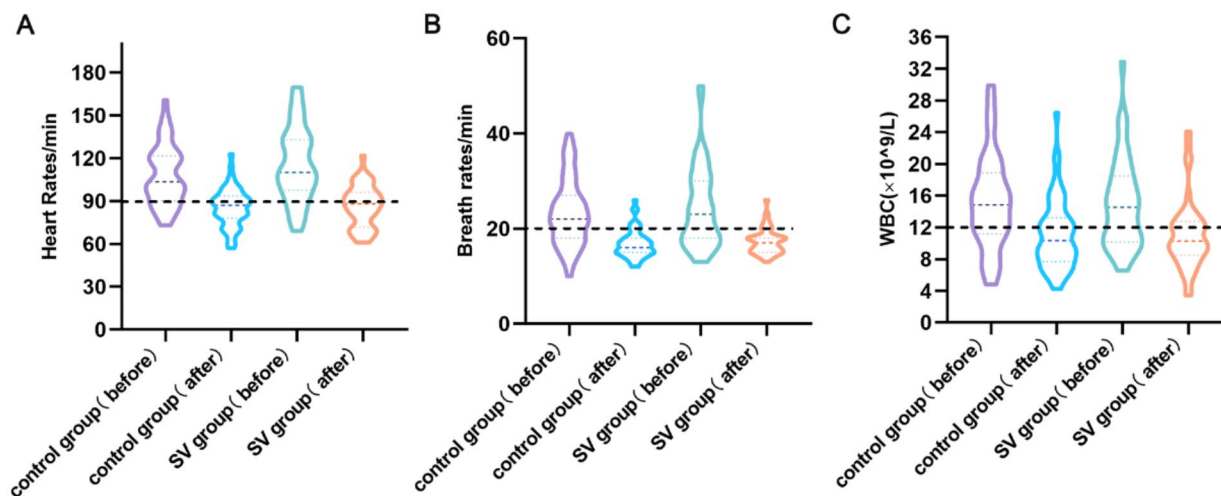 A
Heart Rates/min
180
150
120
90
60
30
0
control group（before）
control group（after）
SV group（before）
SV group（after）
B
Breath rates/min
60
40
20
0
control group（before）
control group（after）
SV group（before）
SV group（after）
C
WBC(×10^9/L)
36
32
28
24
20
16
12
8
4
0
control group（before）
control group（after）
SV group（before）
SV group（after）